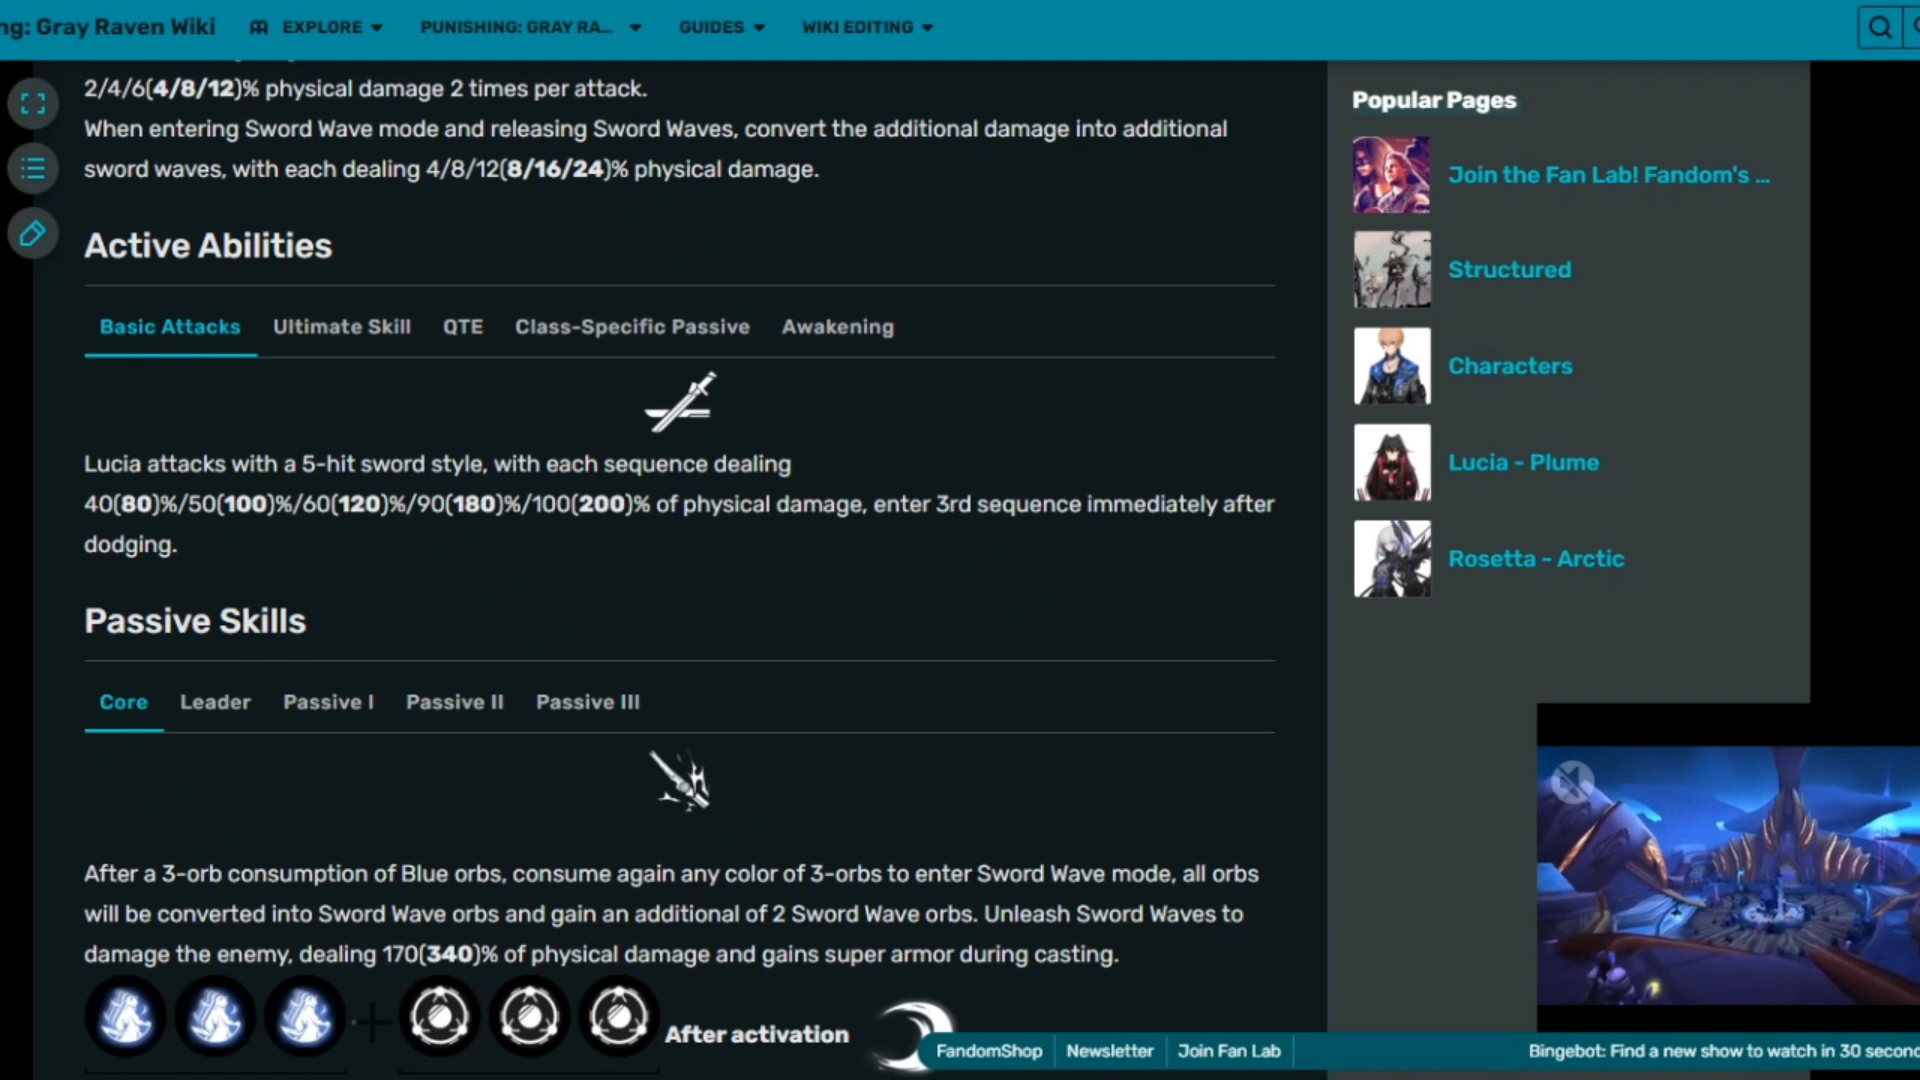 ng: Gray Raven Wiki
EXPLORE
PUNISHING: GRAY RA...
GUIDES
WIKI EDITING
2/4/6(4/8/12)% physical damage 2 times per attack.
When entering Sword Wave mode and releasing Sword Waves, convert the additional damage into additional
sword waves, with each dealing 4/8/12(8/16/24)% physical damage.
Active Abilities
Basic Attacks
Ultimate Skill
QTE
Class-Specific Passive
Awakening
Lucia attacks with a 5-hit sword style, with each sequence dealing
40(80)%/50(100)%/60(120)%/90(180)%/100(200)% of physical damage, enter 3rd sequence immediately after
dodging.
Passive Skills
Core
Leader
Passive I
Passive II
Passive III
After a 3-orb consumption of Blue orbs, consume again any color of 3-orbs to enter Sword Wave mode, all orbs
will be converted into Sword Wave orbs and gain an additional of 2 Sword Wave orbs. Unleash Sword Waves to
damage the enemy, dealing 170(340)% of physical damage and gains super armor during casting.
After activation
Popular Pages
Join the Fan Lab! Fandom's ...
Structured
Characters
Lucia - Plume
Rosetta - Arctic
FandomShop
Newsletter
Join Fan Lab
Bingebot: Find a new show to watch in 30 second